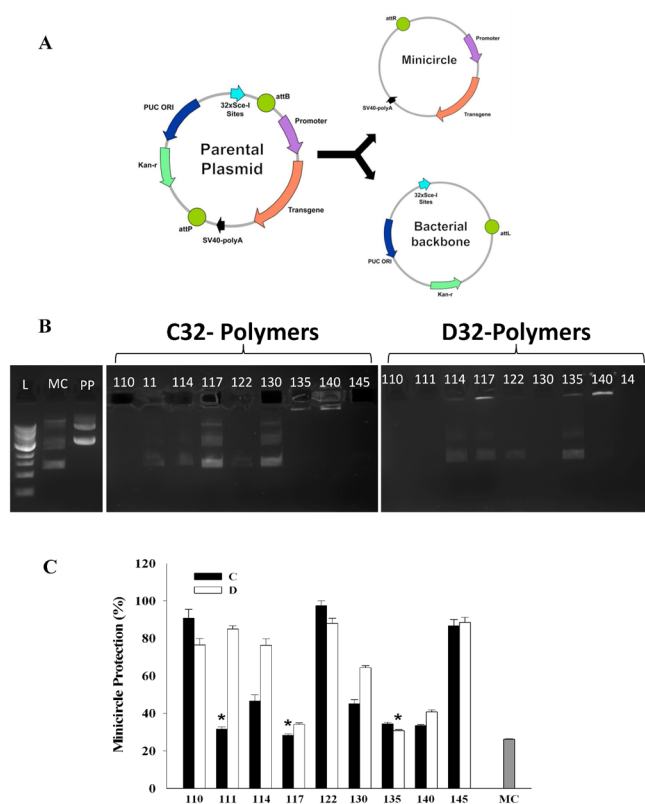 A
attB
32xSce-I
Sites
PUC ORI
Promoter
Parental
Plasmid
Kan-r
Transgene
attP
SV40-polyA
attR
Promoter
Minicircle
SV40-polyA
Transgene
32xSce-I
Sites
Bacterial
backbone
attL
PUC ORI
Kan-r
B
C32- Polymers
D32-Polymers
L MC PP
110 11 114 117 122 130 135 140 145
110 111 114 117 122 130 135 140 14
C
Minicircle Protection (%)
120
100
80
60
40
20
0
C
D
* * *
110 111 114 117 122 130 135 140 145 MC